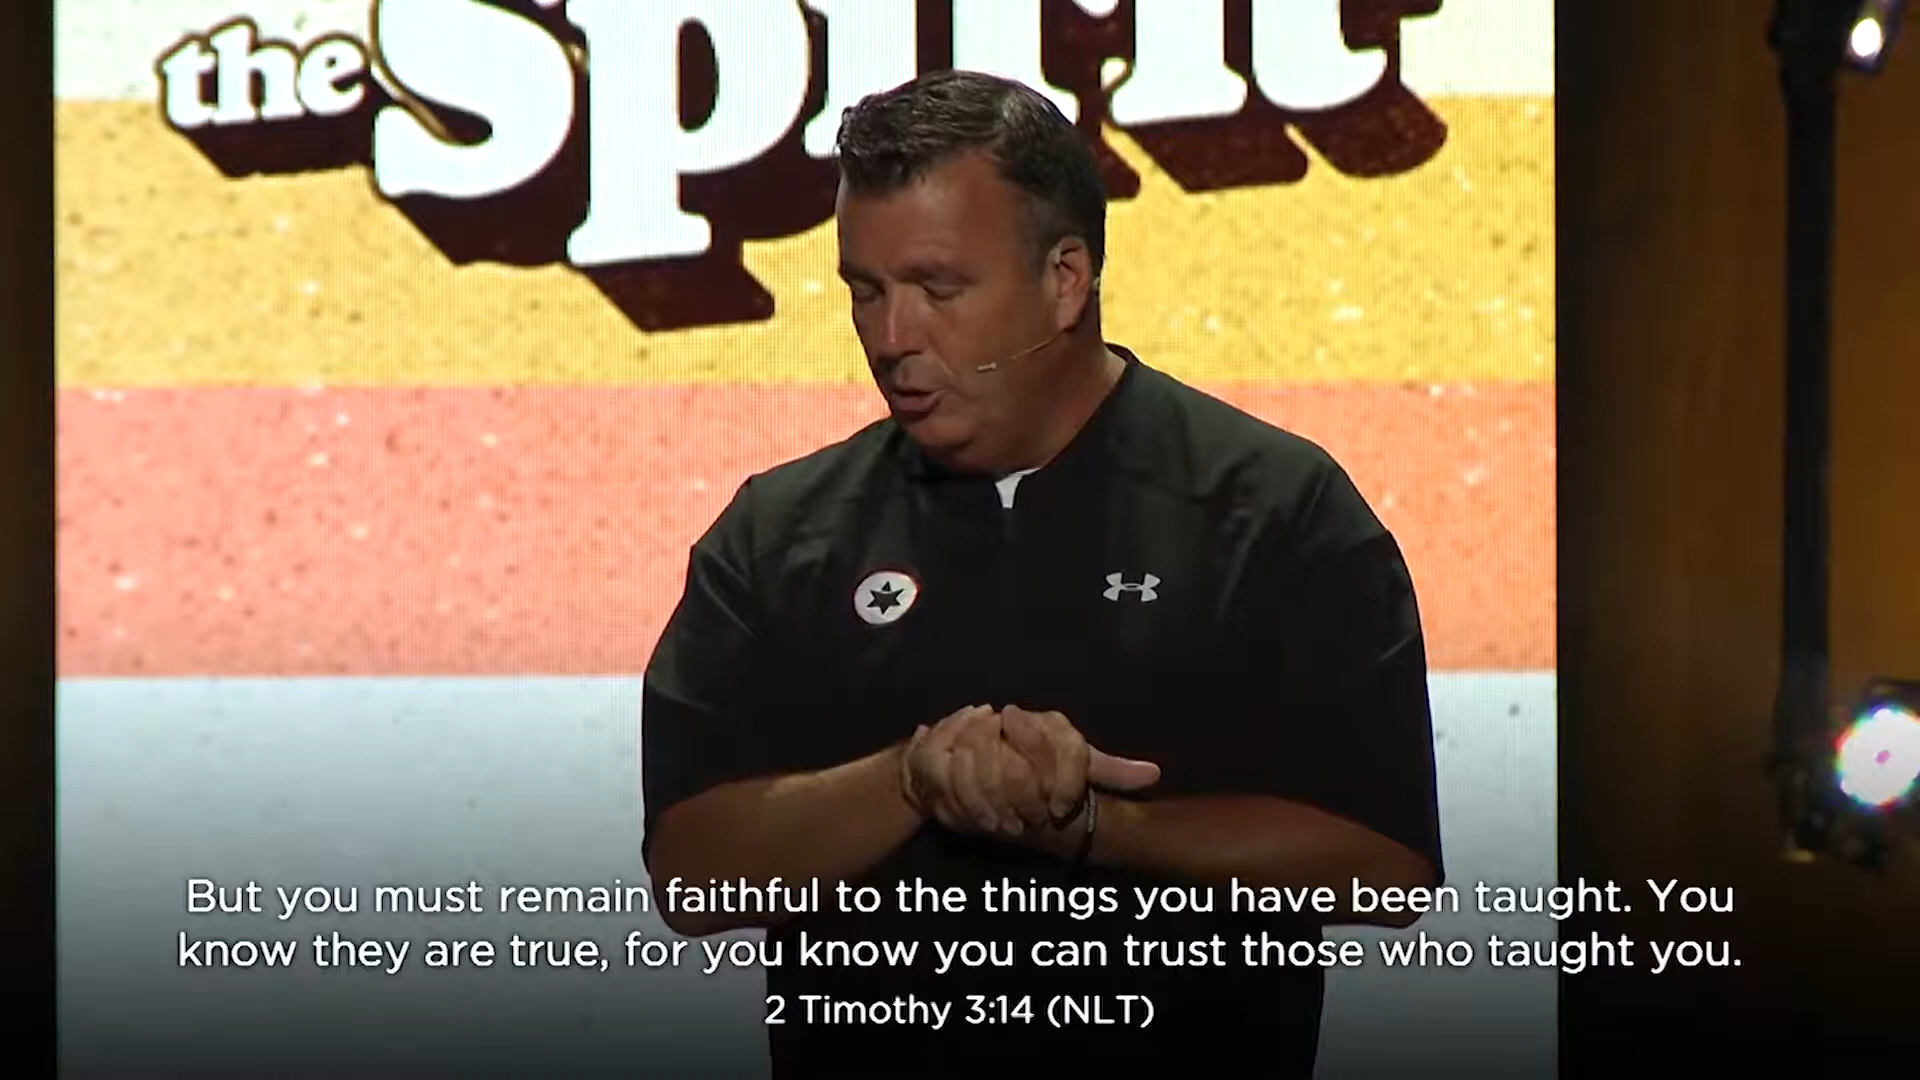 the Spirit
But you must remain faithful to the things you have been taught. You
know they are true, for you know you can trust those who taught you.
2 Timothy 3:14 (NLT)